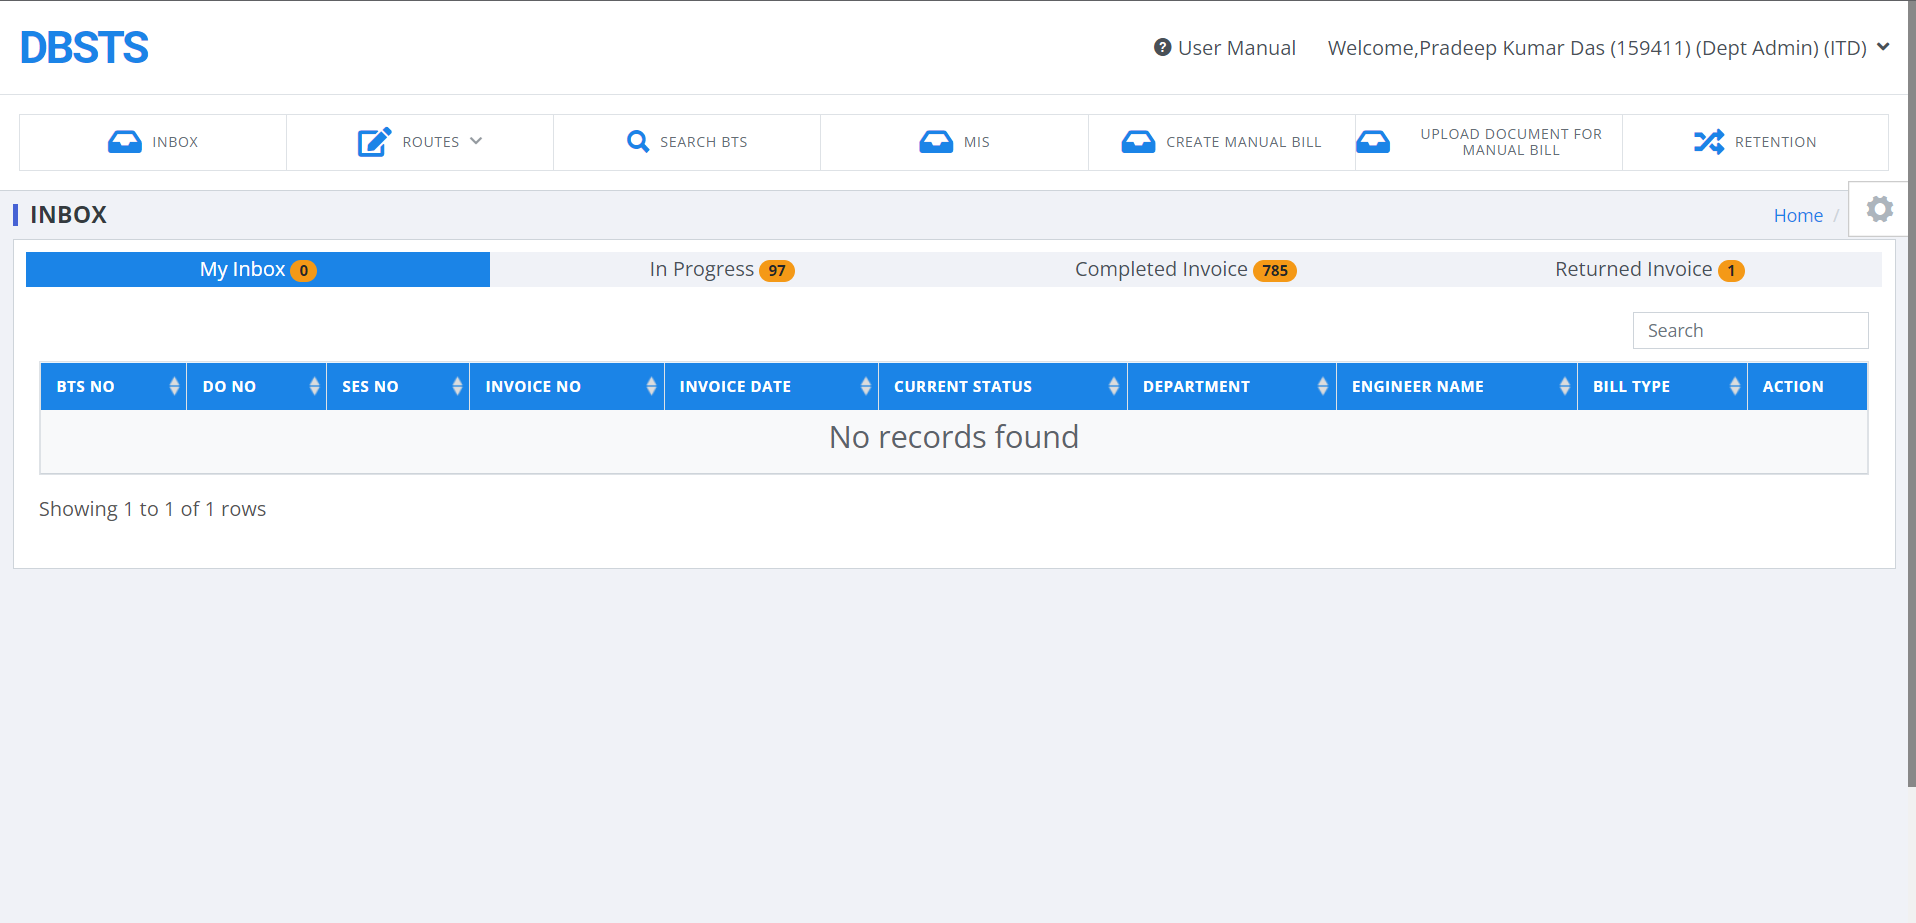 DBSTS
User Manual
Welcome,Pradeep Kumar Das (159411) (Dept Admin) (ITD)
INBOX
ROUTES
SEARCH BTS
MIS
CREATE MANUAL BILL
UPLOAD DOCUMENT FOR
MANUAL BILL
RETENTION
INBOX
Home /
My Inbox 0
In Progress 97
Completed Invoice 785
Returned Invoice 1
Search
BTS NO
DO NO
SES NO
INVOICE NO
INVOICE DATE
CURRENT STATUS
DEPARTMENT
ENGINEER NAME
BILL TYPE
ACTION
No records found
Showing 1 to 1 of 1 rows